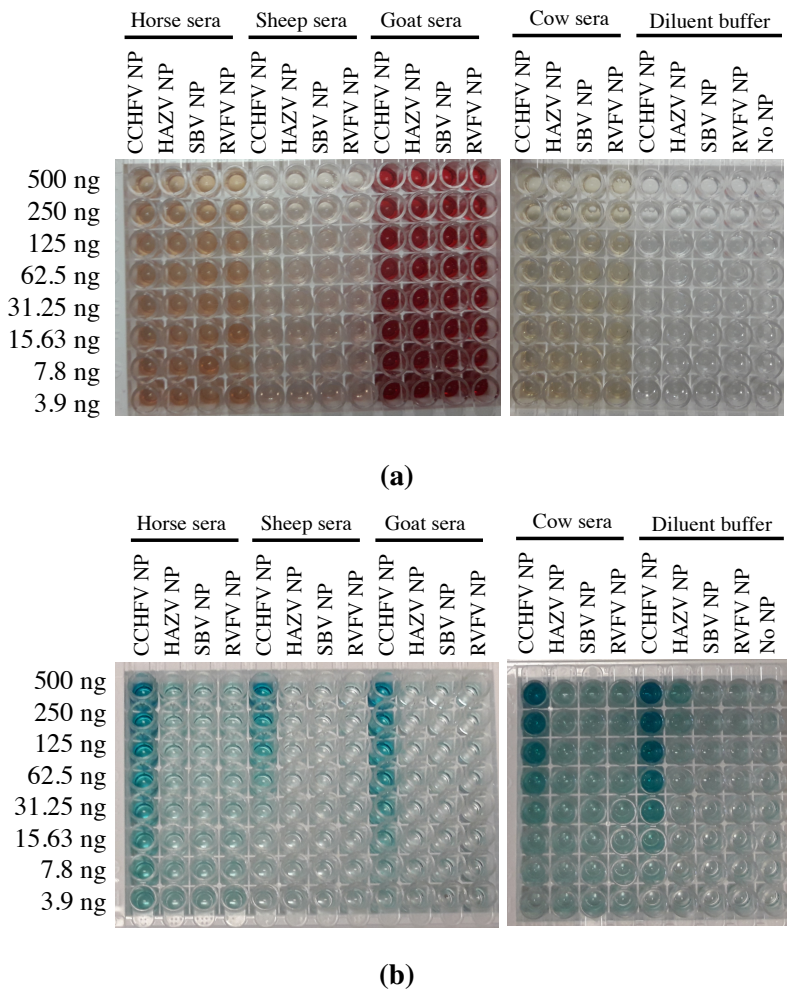 Horse sera Sheep sera Goat sera Cow sera Diluent buffer
CCHFV NP HAZV NP SBV NP RVFV NP CCHFV NP HAZV NP SBV NP RVFV NP CCHFV NP HAZV NP SBV NP RVFV NP CCHFV NP HAZV NP SBV NP RVFV NP CCHFV NP HAZV NP SBV NP RVFV NP No NP
500 ng
250 ng
125 ng
62.5 ng
31.25 ng
15.63 ng
7.8 ng
3.9 ng
(a)
Horse sera Sheep sera Goat sera Cow sera Diluent buffer
CCHFV NP HAZV NP SBV NP RVFV NP CCHFV NP HAZV NP SBV NP RVFV NP CCHFV NP HAZV NP SBV NP RVFV NP CCHFV NP HAZV NP SBV NP RVFV NP CCHFV NP HAZV NP SBV NP RVFV NP No NP
500 ng
250 ng
125 ng
62.5 ng
31.25 ng
15.63 ng
7.8 ng
3.9 ng
(b)